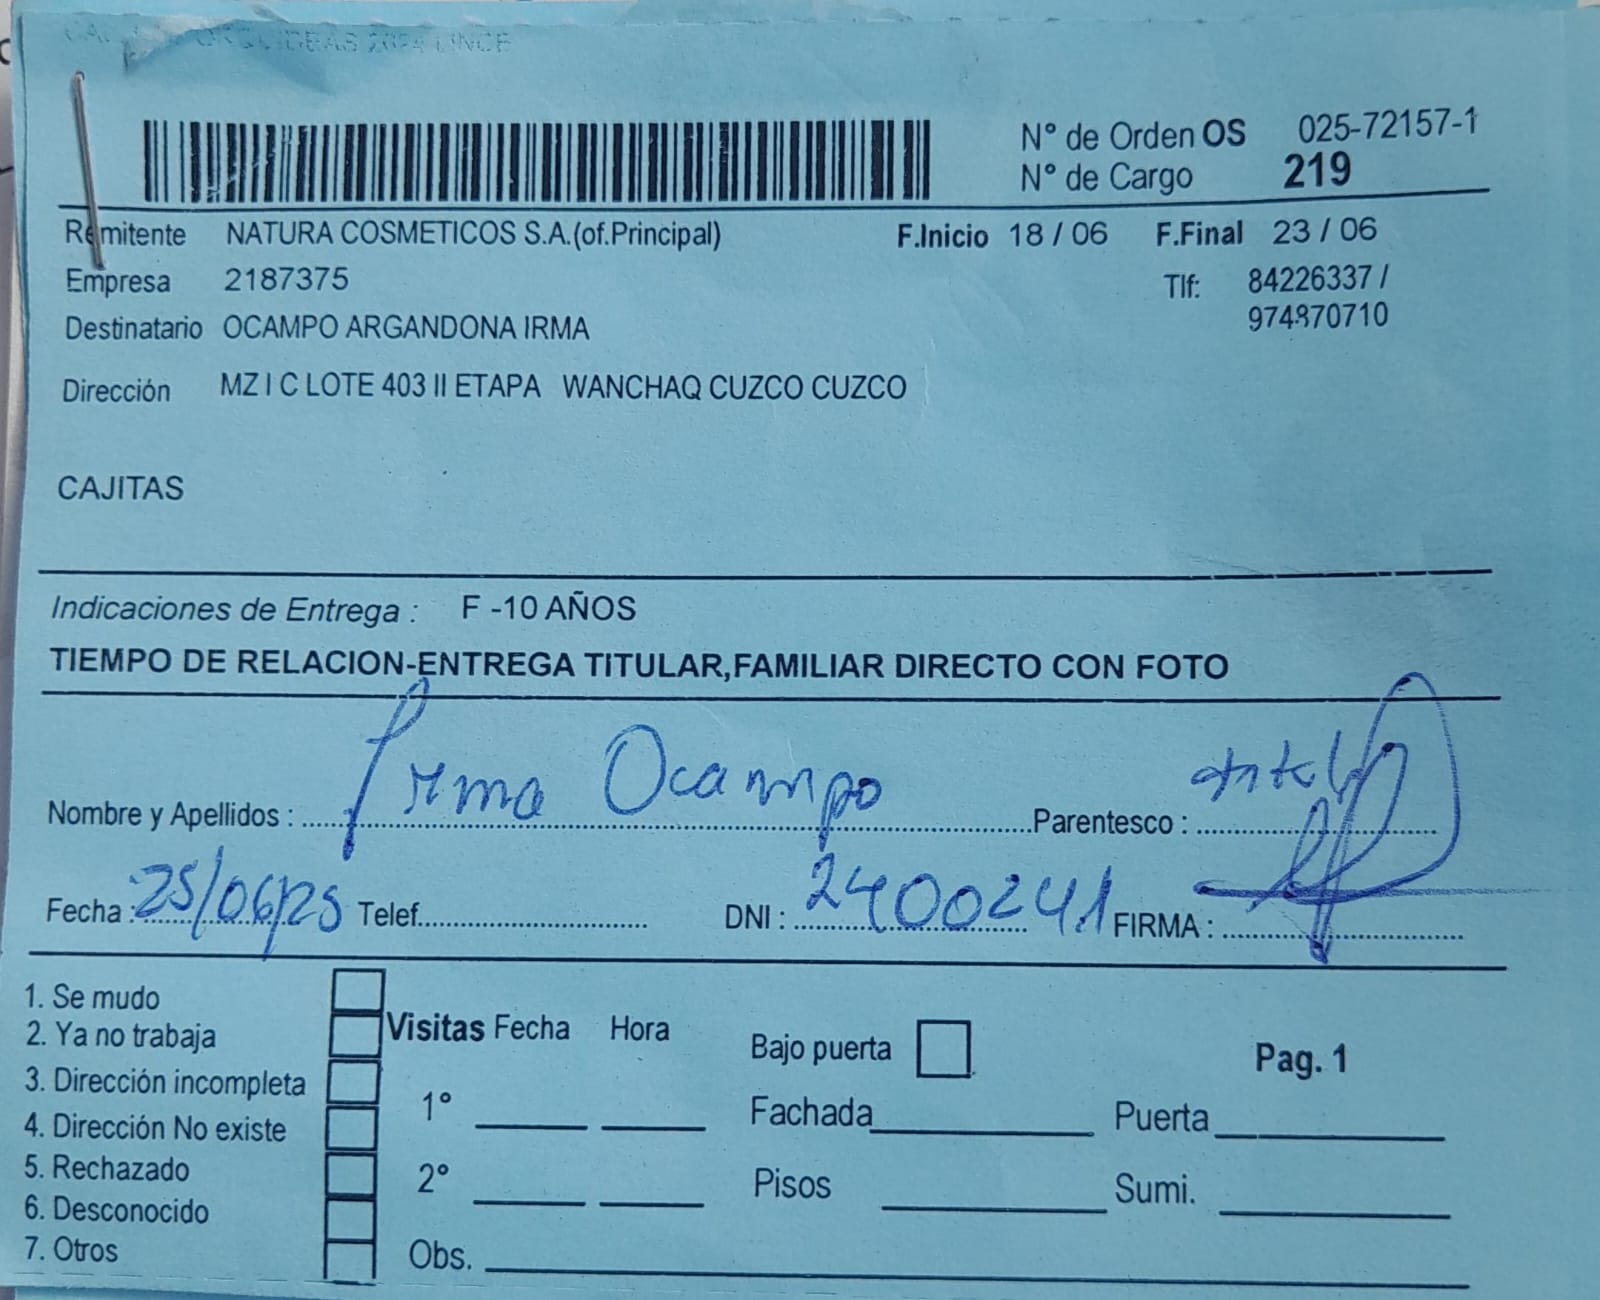 ORQUIDEAS 2624 LINCE
N° de Orden OS 025-72157-1
N° de Cargo 219
Remitente NATURA COSMETICOS S.A.(of.Principal) F.Inicio 18 / 06 F.Final 23 / 06
Empresa 2187375 Tlf: 84226337 /
974870710
Destinatario OCAMPO ARGANDONA IRMA
Dirección MZ I C LOTE 403 II ETAPA WANCHAQ CUZCO CUZCO
CAJITAS
Indicaciones de Entrega : F -10 AÑOS
TIEMPO DE RELACION-ENTREGA TITULAR,FAMILIAR DIRECTO CON FOTO
Nombre y Apellidos : Irma Ocampo Parentesco :
Fecha : 25/06/25 Telef. DNI : 24002411 FIRMA :
1. Se mudo
2. Ya no trabaja
3. Dirección incompleta
4. Dirección No existe
5. Rechazado
6. Desconocido
7. Otros
Visitas Fecha Hora
1°
2°
Obs.
Bajo puerta Pag. 1
Fachada Puerta
Pisos Sumi.